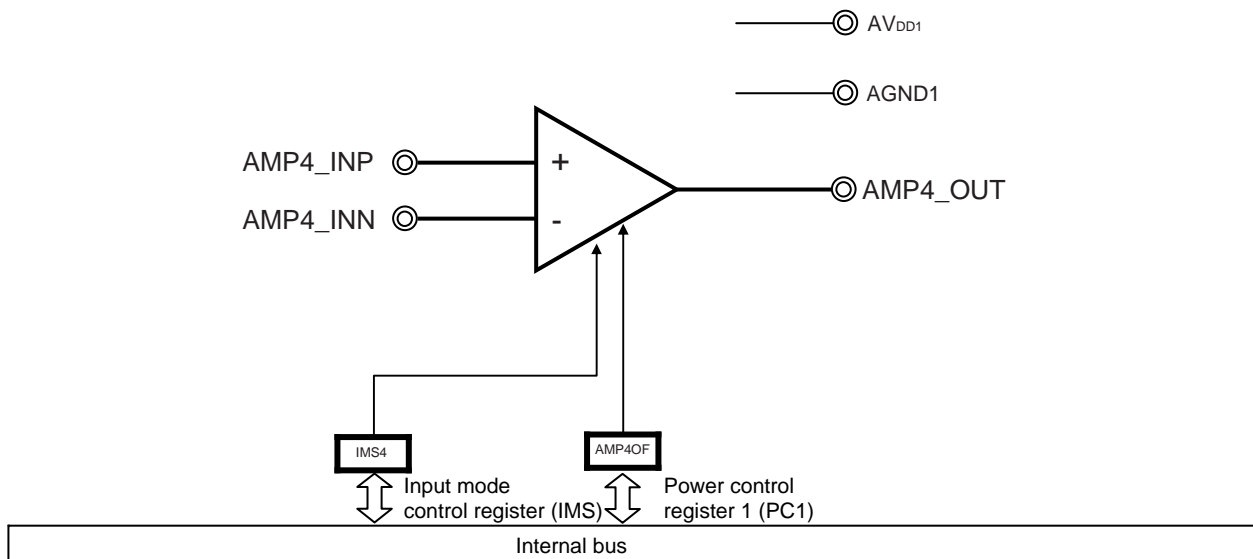 AVDD1
AGND1
AMP4_INP
+
AMP4_OUT
AMP4_INN
-
IMS4
AMP4OF
Input mode
control register (IMS)
Power control
register 1 (PC1)
Internal bus